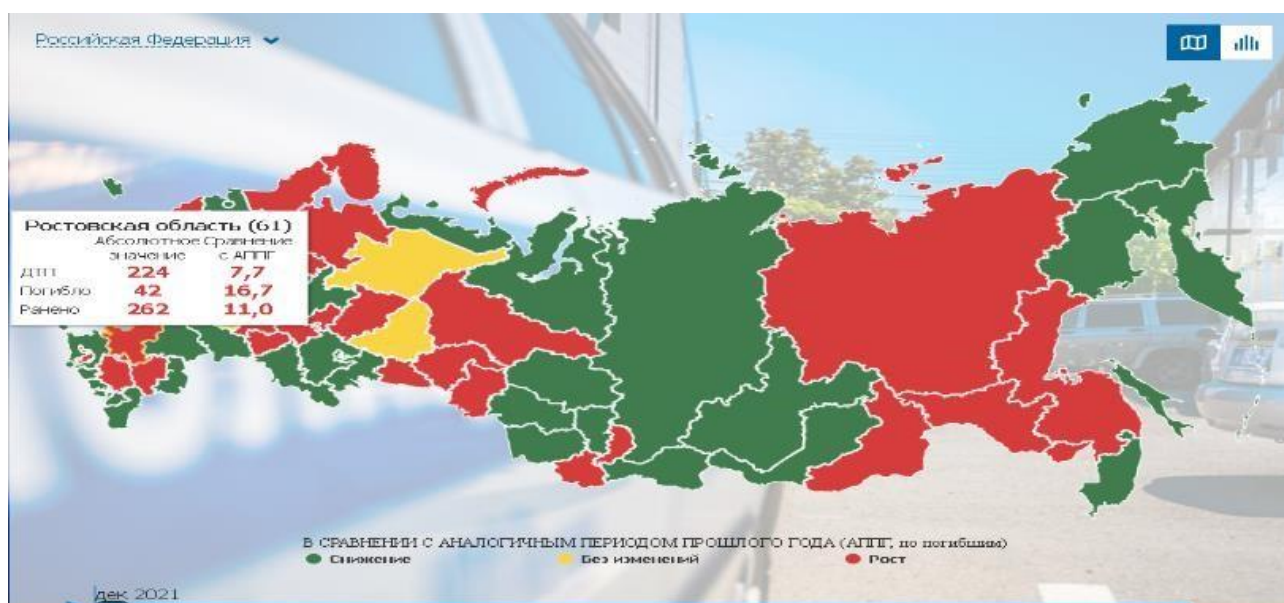 Российская Федерация
Ростовская область (61)
Абсолютное Сравнение
значение с АППГ
ДТП 224 7,7
Погибло 42 16,7
Ранено 262 11,0
В СРАВНЕНИИ С АНАЛОГИЧНЫМ ПЕРИОДОМ ПРОШЛОГО ГОДА (АППГ, по погибшим)
Снижение Без изменений Рост
дек 2021